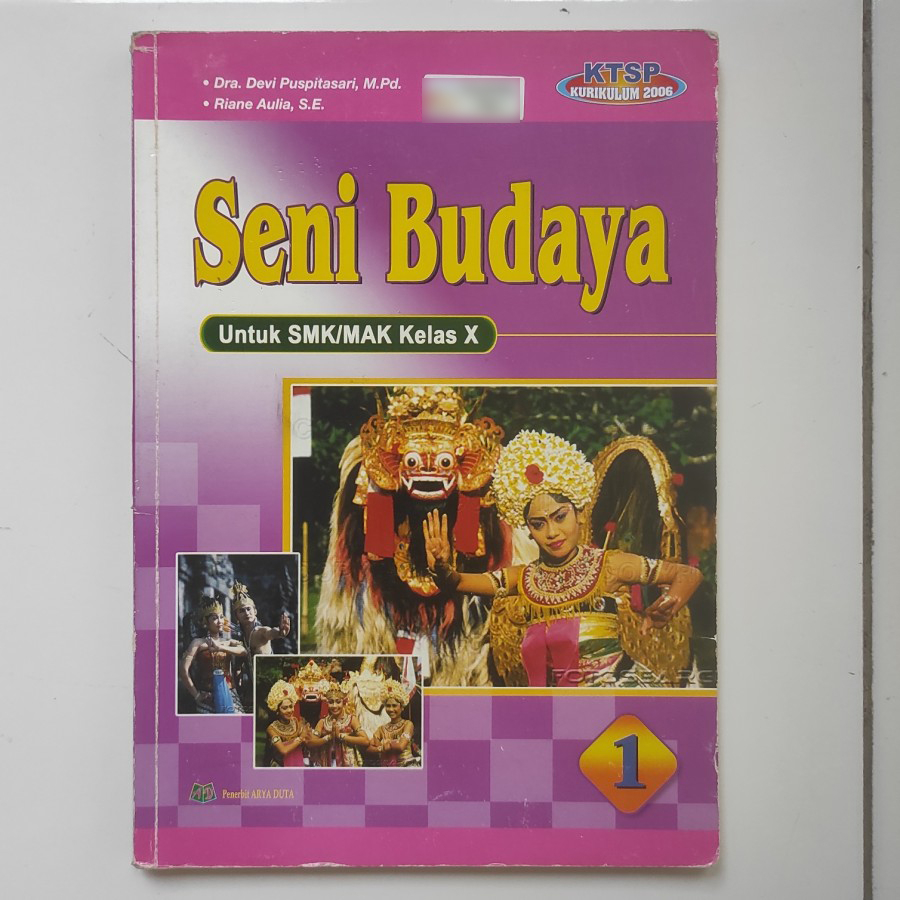 • Dra. Devi Puspitasari, M.Pd.
• Riane Aulia, S.E.
KTSP
KURIKULUM 2006
Seni Budaya
Untuk SMK/MAK Kelas X
1
Penerbit ARYA DUTA